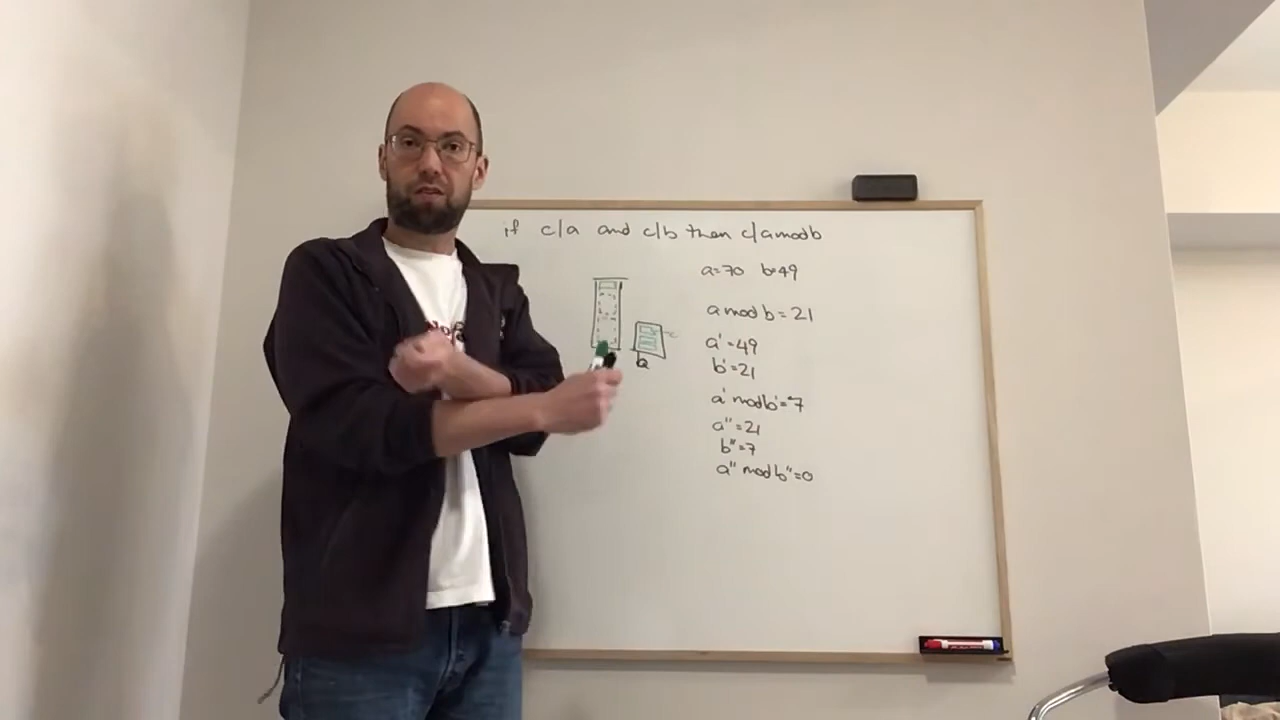 if c/a and c/b then c/a mod b
a=70 b=49
a mod b = 21
a' = 49
b' = 21
a' mod b' = 7
a" = 21
b" = 7
a" mod b" = 0
b